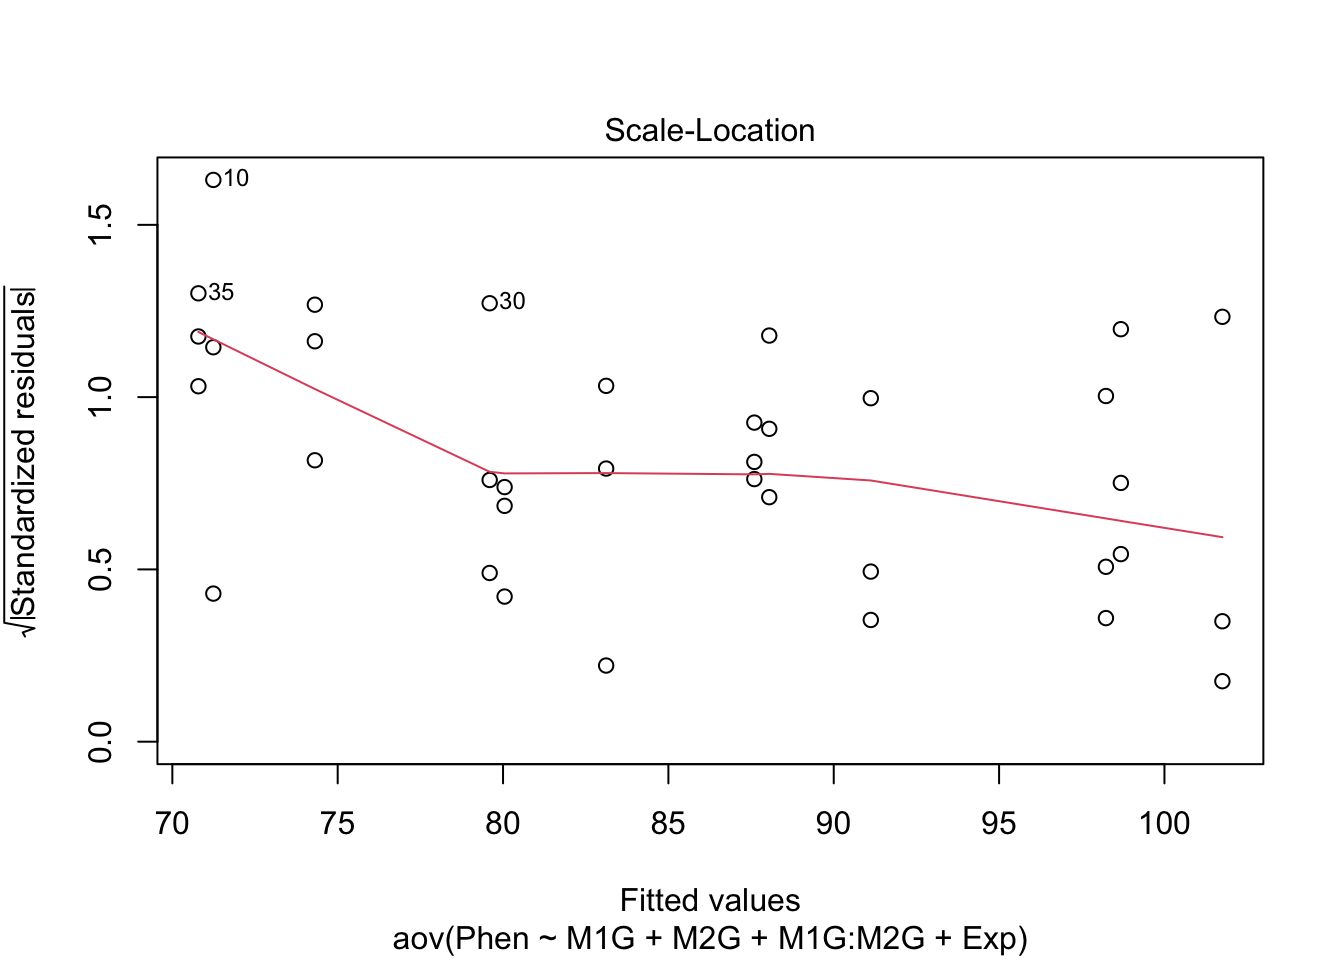 Scale-Location
√|Standardized residuals|
1.5
1.0
0.5
0.0
10
35
30
70 75 80 85 90 95 100
Fitted values
aov(Phen ~ M1G + M2G + M1G:M2G + Exp)